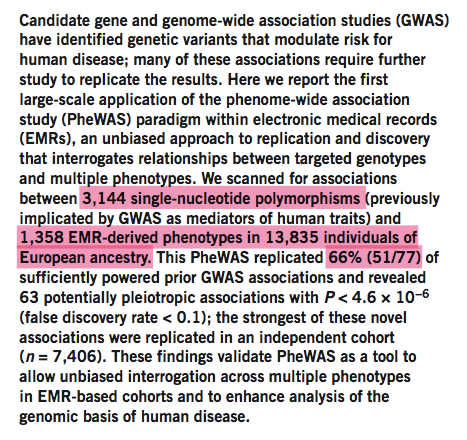 Candidate gene and genome-wide association studies (GWAS)
have identified genetic variants that modulate risk for
human disease; many of these associations require further
study to replicate the results. Here we report the first
large-scale application of the phenome-wide association
study (PheWAS) paradigm within electronic medical records
(EMRs), an unbiased approach to replication and discovery
that interrogates relationships between targeted genotypes
and multiple phenotypes. We scanned for associations
between 3,144 single-nucleotide polymorphisms (previously
implicated by GWAS as mediators of human traits) and
1,358 EMR-derived phenotypes in 13,835 individuals of
European ancestry. This PheWAS replicated 66% (51/77) of
sufficiently powered prior GWAS associations and revealed
63 potentially pleiotropic associations with P < 4.6 × 10⁻⁶
(false discovery rate < 0.1); the strongest of these novel
associations were replicated in an independent cohort
(n = 7,406). These findings validate PheWAS as a tool to
allow unbiased interrogation across multiple phenotypes
in EMR-based cohorts and to enhance analysis of the
genomic basis of human disease.